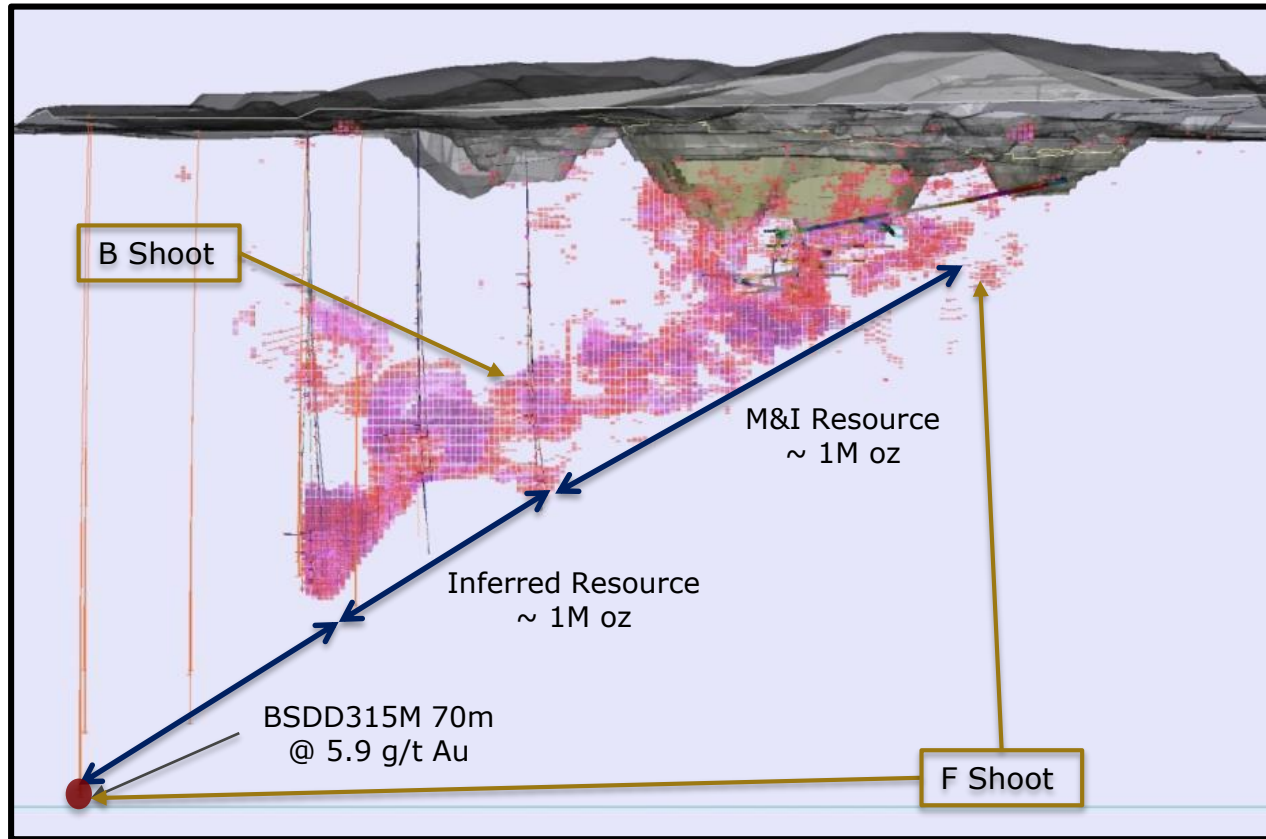 B Shoot
M&I Resource
~ 1M oz
Inferred Resource
~ 1M oz
BSDD315M 70m
@ 5.9 g/t Au
F Shoot